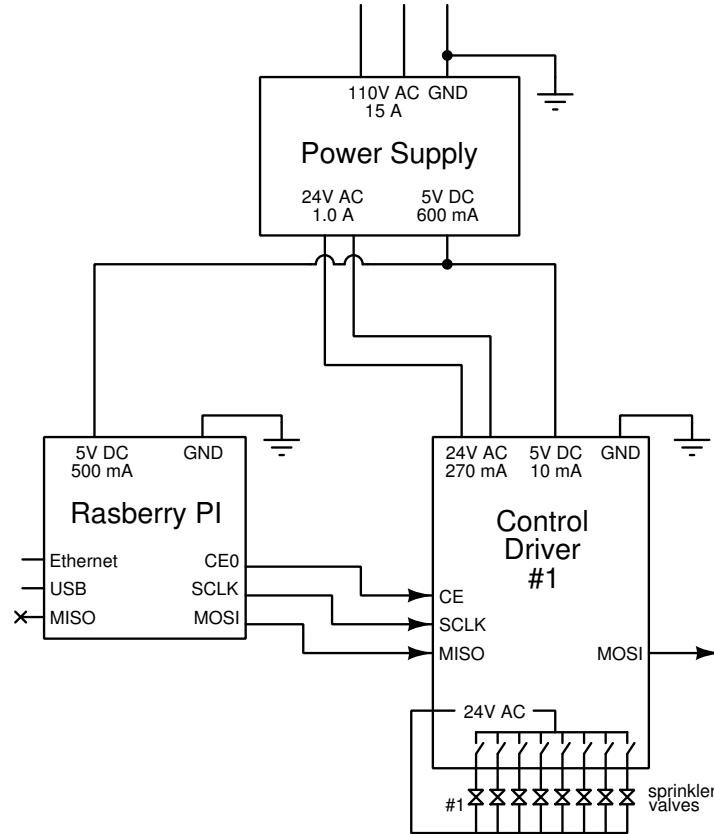 110V AC GND
15 A
Power Supply
24V AC 5V DC
1.0 A 600 mA
5V DC GND
500 mA
Rasberry PI
Ethernet CE0
USB SCLK
MISO MOSI
24V AC 5V DC GND
270 mA 10 mA
Control
Driver
#1
CE
SCLK
MISO MOSI
24V AC
#1 sprinkler
valves